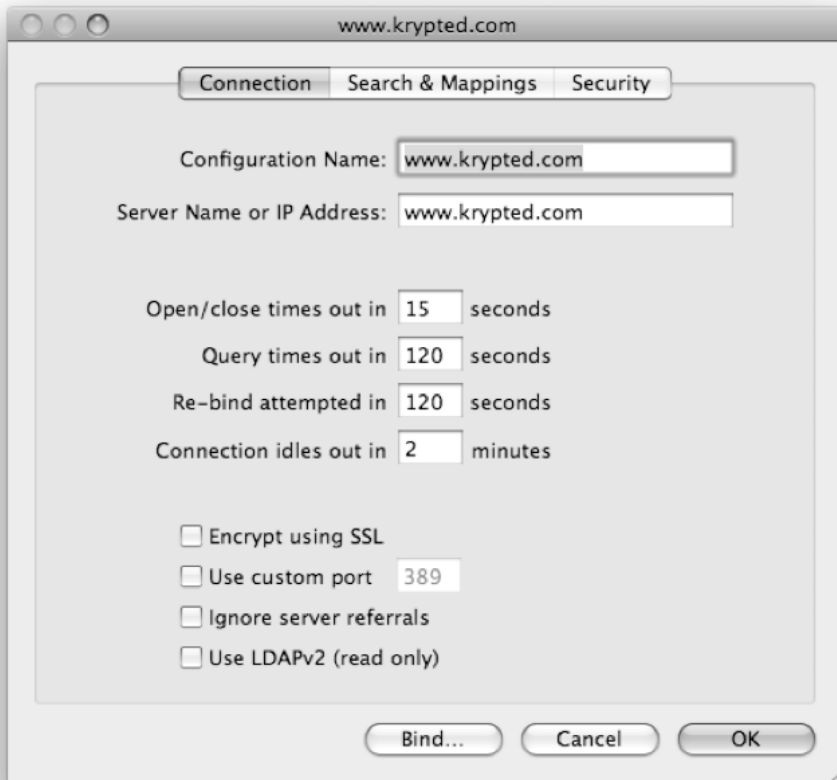 www.krypted.com
Connection Search & Mappings Security
Configuration Name: www.krypted.com
Server Name or IP Address: www.krypted.com
Open/close times out in 15 seconds
Query times out in 120 seconds
Re-bind attempted in 120 seconds
Connection idles out in 2 minutes
Encrypt using SSL
Use custom port 389
Ignore server referrals
Use LDAPv2 (read only)
Bind... Cancel OK